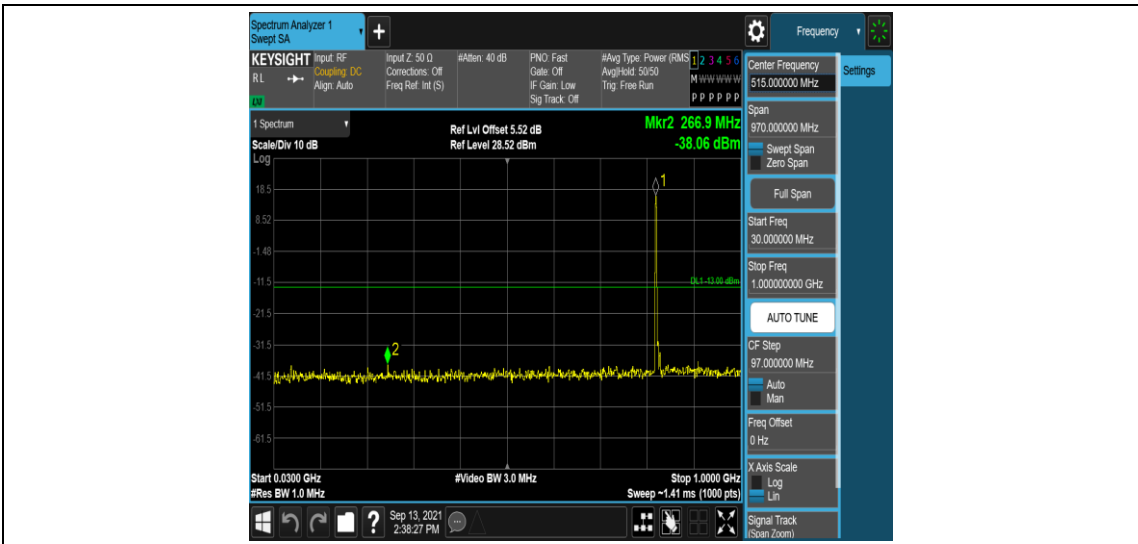 Spectrum Analyzer 1
Swept SA
+
Frequency
KEYSIGHT
RL
LXI
Input: RF
Coupling: DC
Align: Auto
Input Z: 50 Ω
Corrections: Off
Freq Ref: Int (S)
#Atten: 40 dB
PNO: Fast
Gate: Off
IF Gain: Low
Sig Track: Off
#Avg Type: Power (RMS
Avg|Hold: 50/50
Trig: Free Run
1 2 3 4 5 6
M W W W W W
P P P P P P
1 Spectrum
Scale/Div 10 dB
Log
Ref Lvl Offset 5.52 dB
Ref Level 28.52 dBm
Mkr2 266.9 MHz
-38.06 dBm
18.5
8.52
-1.48
-11.5
-21.5
-31.5
-41.5
-51.5
-61.5
1
DL1 -13.00 dBm
2
Start 0.0300 GHz
#Res BW 1.0 MHz
#Video BW 3.0 MHz
Stop 1.0000 GHz
Sweep ~1.41 ms (1000 pts)
?
Sep 13, 2021
2:38:27 PM
Center Frequency
515.000000 MHz
Settings
Span
970.000000 MHz
Swept Span
Zero Span
Full Span
Start Freq
30.000000 MHz
Stop Freq
1.000000000 GHz
AUTO TUNE
CF Step
97.000000 MHz
Auto
Man
Freq Offset
0 Hz
X Axis Scale
Log
Lin
Signal Track
(Span Zoom)